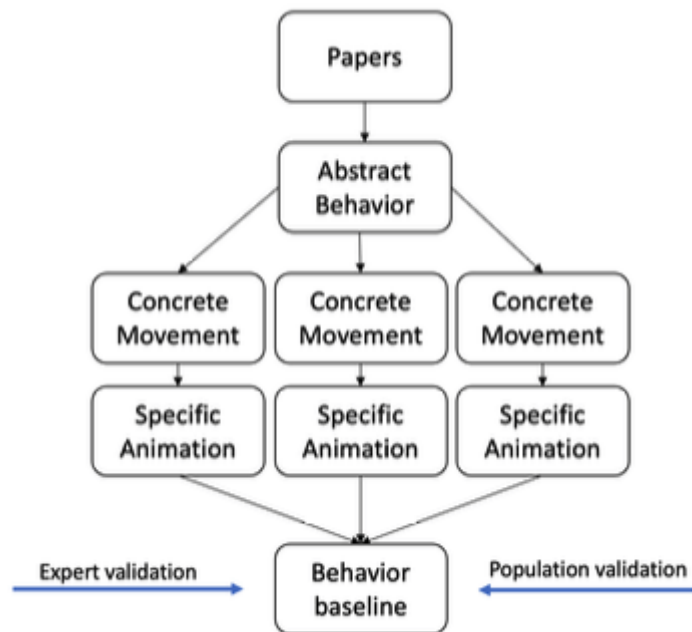 Papers
Abstract
Behavior
Concrete
Movement
Concrete
Movement
Concrete
Movement
Specific
Animation
Specific
Animation
Specific
Animation
Expert validation
Behavior
baseline
Population validation